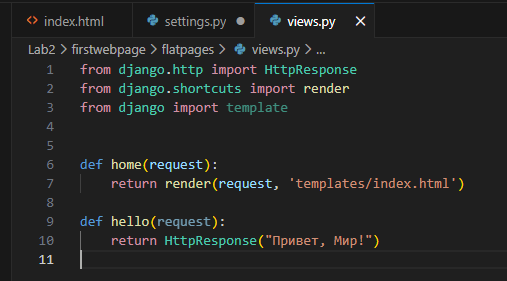 index.html settings.py views.py
Lab2 > firstwebpage > flatpages > views.py > ...
1 from django.http import HttpResponse
2 from django.shortcuts import render
3 from django import template
4
5
6 def home(request):
7 return render(request, 'templates/index.html')
8
9 def hello(request):
10 return HttpResponse("Привет, Мир!")
11